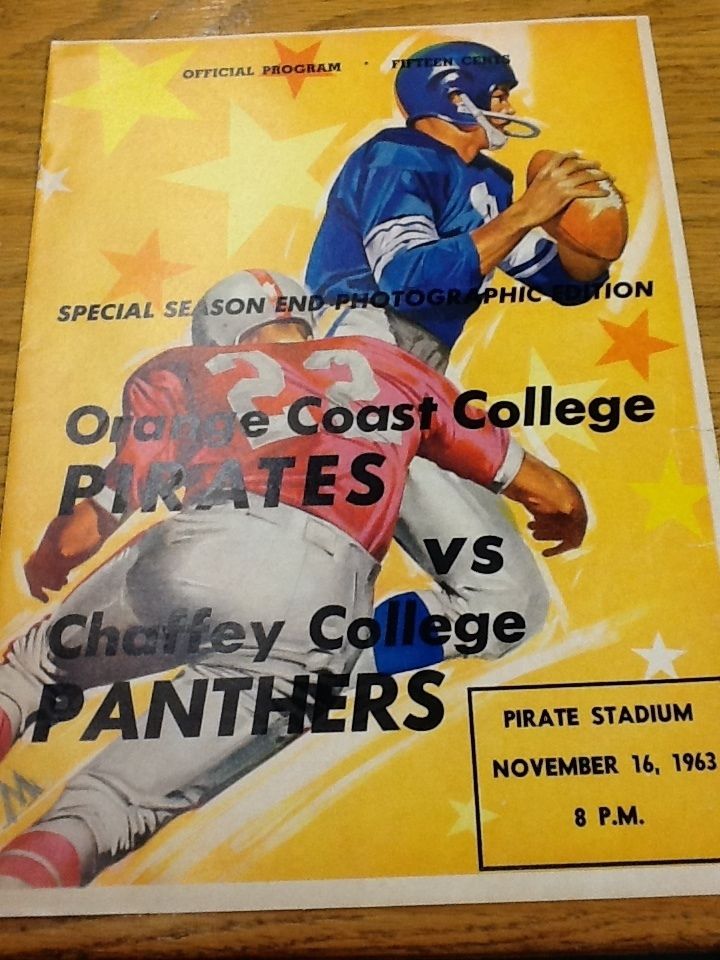 OFFICIAL PROGRAM • FIFTEEN CENTS
SPECIAL SEASON END PHOTOGRAPHIC EDITION
22
Orange Coast College
PIRATES
vs
Chaffey College
PANTHERS
PIRATE STADIUM
NOVEMBER 16, 1963
8 P.M.